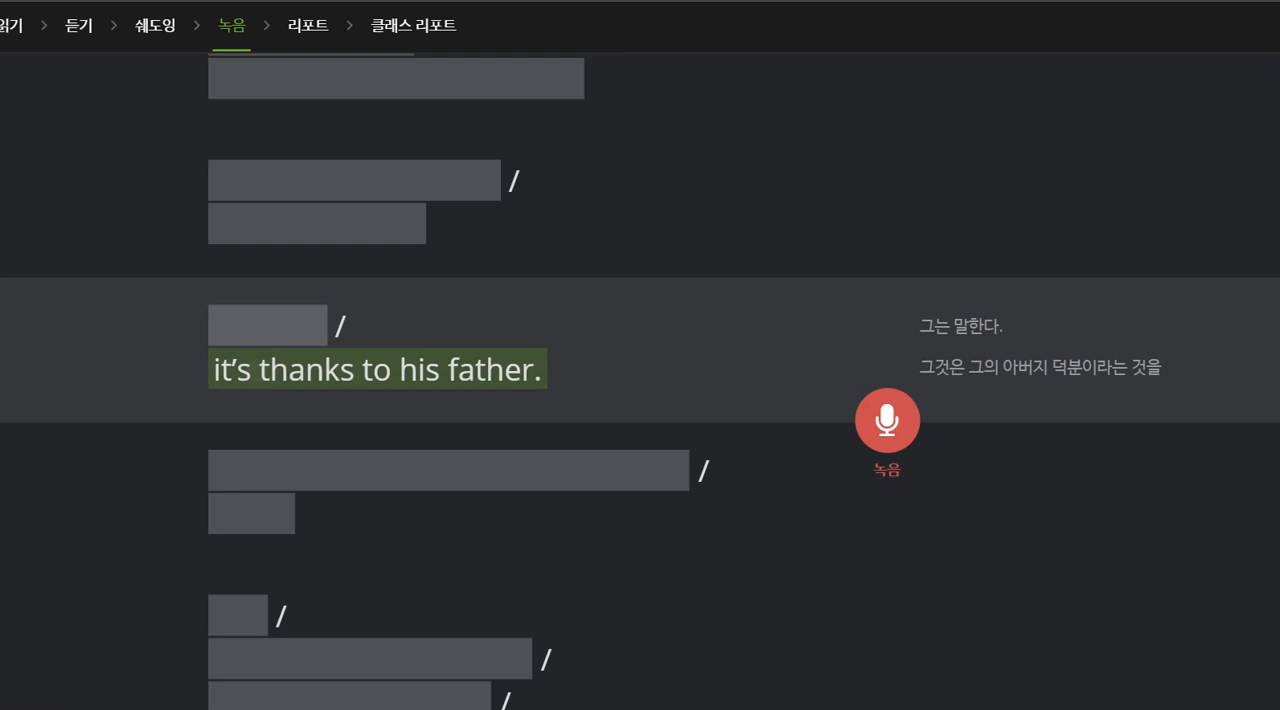 읽기 > 듣기 > 쉐도잉 > 녹음 > 리포트 > 클래스 리포트
/
/
그는 말한다.
it's thanks to his father.
그것은 그의 아버지 덕분이라는 것을
녹음
/
/
/
/